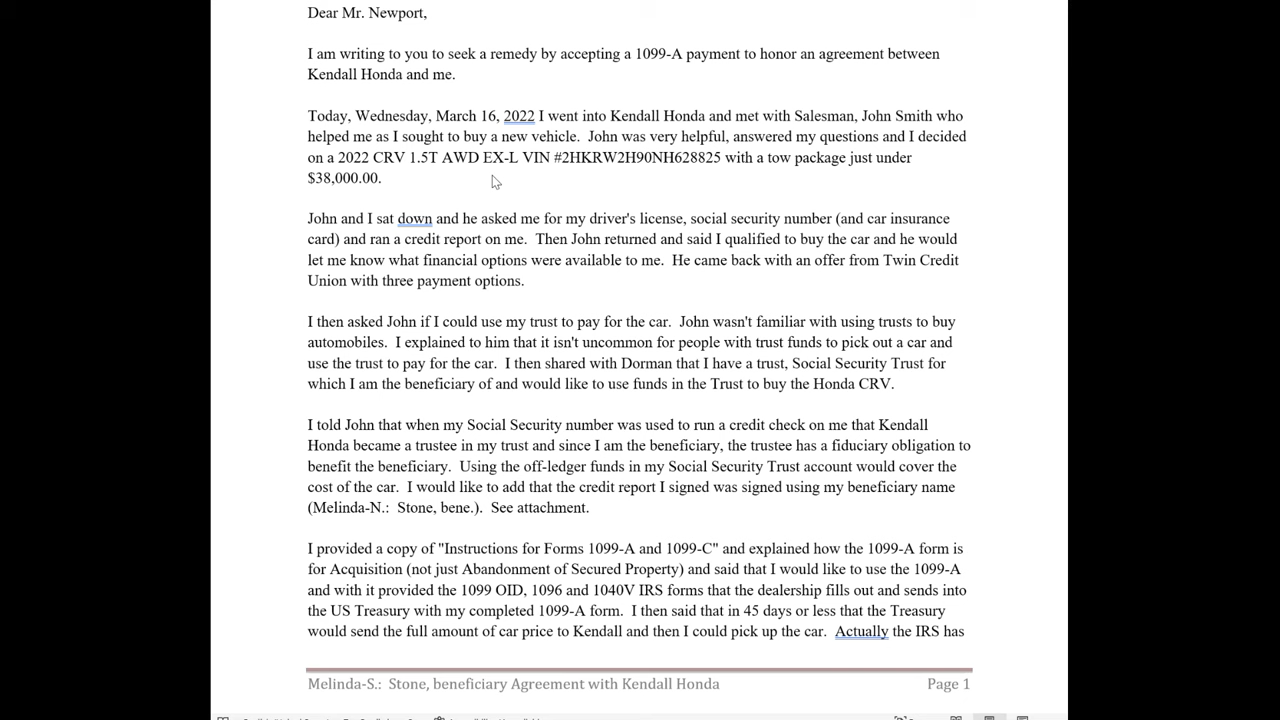 Dear Mr. Newport,
I am writing to you to seek a remedy by accepting a 1099-A payment to honor an agreement between
Kendall Honda and me.
Today, Wednesday, March 16, 2022 I went into Kendall Honda and met with Salesman, John Smith who
helped me as I sought to buy a new vehicle.  John was very helpful, answered my questions and I decided
on a 2022 CRV 1.5T AWD EX-L VIN #2HKRW2H90NH628825 with a tow package just under
$38,000.00.
John and I sat down and he asked me for my driver's license, social security number (and car insurance
card) and ran a credit report on me.  Then John returned and said I qualified to buy the car and he would
let me know what financial options were available to me.  He came back with an offer from Twin Credit
Union with three payment options.
I then asked John if I could use my trust to pay for the car.  John wasn't familiar with using trusts to buy
automobiles.  I explained to him that it isn't uncommon for people with trust funds to pick out a car and
use the trust to pay for the car.  I then shared with Dorman that I have a trust, Social Security Trust for
which I am the beneficiary of and would like to use funds in the Trust to buy the Honda CRV.
I told John that when my Social Security number was used to run a credit check on me that Kendall
Honda became a trustee in my trust and since I am the beneficiary, the trustee has a fiduciary obligation to
benefit the beneficiary.  Using the off-ledger funds in my Social Security Trust account would cover the
cost of the car.  I would like to add that the credit report I signed was signed using my beneficiary name
(Melinda-N.:  Stone, bene.).  See attachment.
I provided a copy of "Instructions for Forms 1099-A and 1099-C" and explained how the 1099-A form is
for Acquisition (not just Abandonment of Secured Property) and said that I would like to use the 1099-A
and with it provided the 1099 OID, 1096 and 1040V IRS forms that the dealership fills out and sends into
the US Treasury with my completed 1099-A form.  I then said that in 45 days or less that the Treasury
would send the full amount of car price to Kendall and then I could pick up the car.  Actually the IRS has
Melinda-S.:  Stone, beneficiary Agreement with Kendall Honda
Page 1